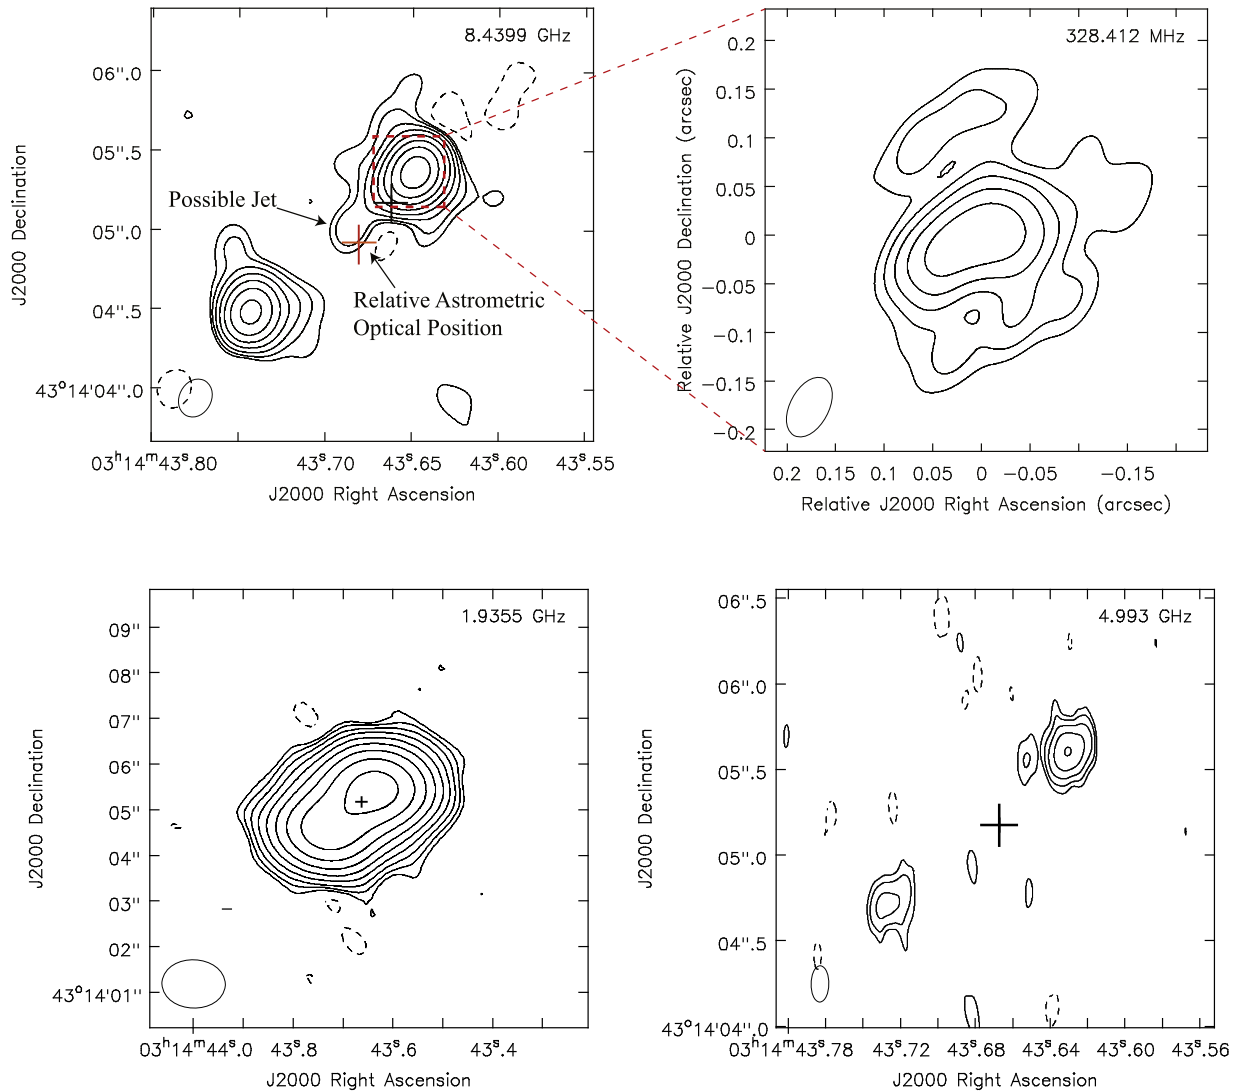 8.4399 GHz
06".0
05".5
05".0
04".5
43°14'04".0
J2000 Declination
Possible Jet
Relative Astrometric
Optical Position
03ʰ14ᵐ43ˢ.80 43ˢ.70 43ˢ.65 43ˢ.60 43ˢ.55
J2000 Right Ascension
328.412 MHz
0.2
0.15
0.1
0.05
0
−0.05
−0.1
−0.15
−0.2
Relative J2000 Declination (arcsec)
0.2 0.15 0.1 0.05 0 −0.05 −0.15
Relative J2000 Right Ascension (arcsec)
1.9355 GHz
09"
08"
07"
06"
05"
04"
03"
02"
43°14'01"
J2000 Declination
03ʰ14ᵐ44ˢ.0 43ˢ.8 43ˢ.6 43ˢ.4
J2000 Right Ascension
4.993 GHz
06".5
06".0
05".5
05".0
04".5
43°14'04".0
J2000 Declination
03ʰ14ᵐ43ˢ.78 43ˢ.72 43ˢ.68 43ˢ.64 43ˢ.60 43ˢ.56
J2000 Right Ascension